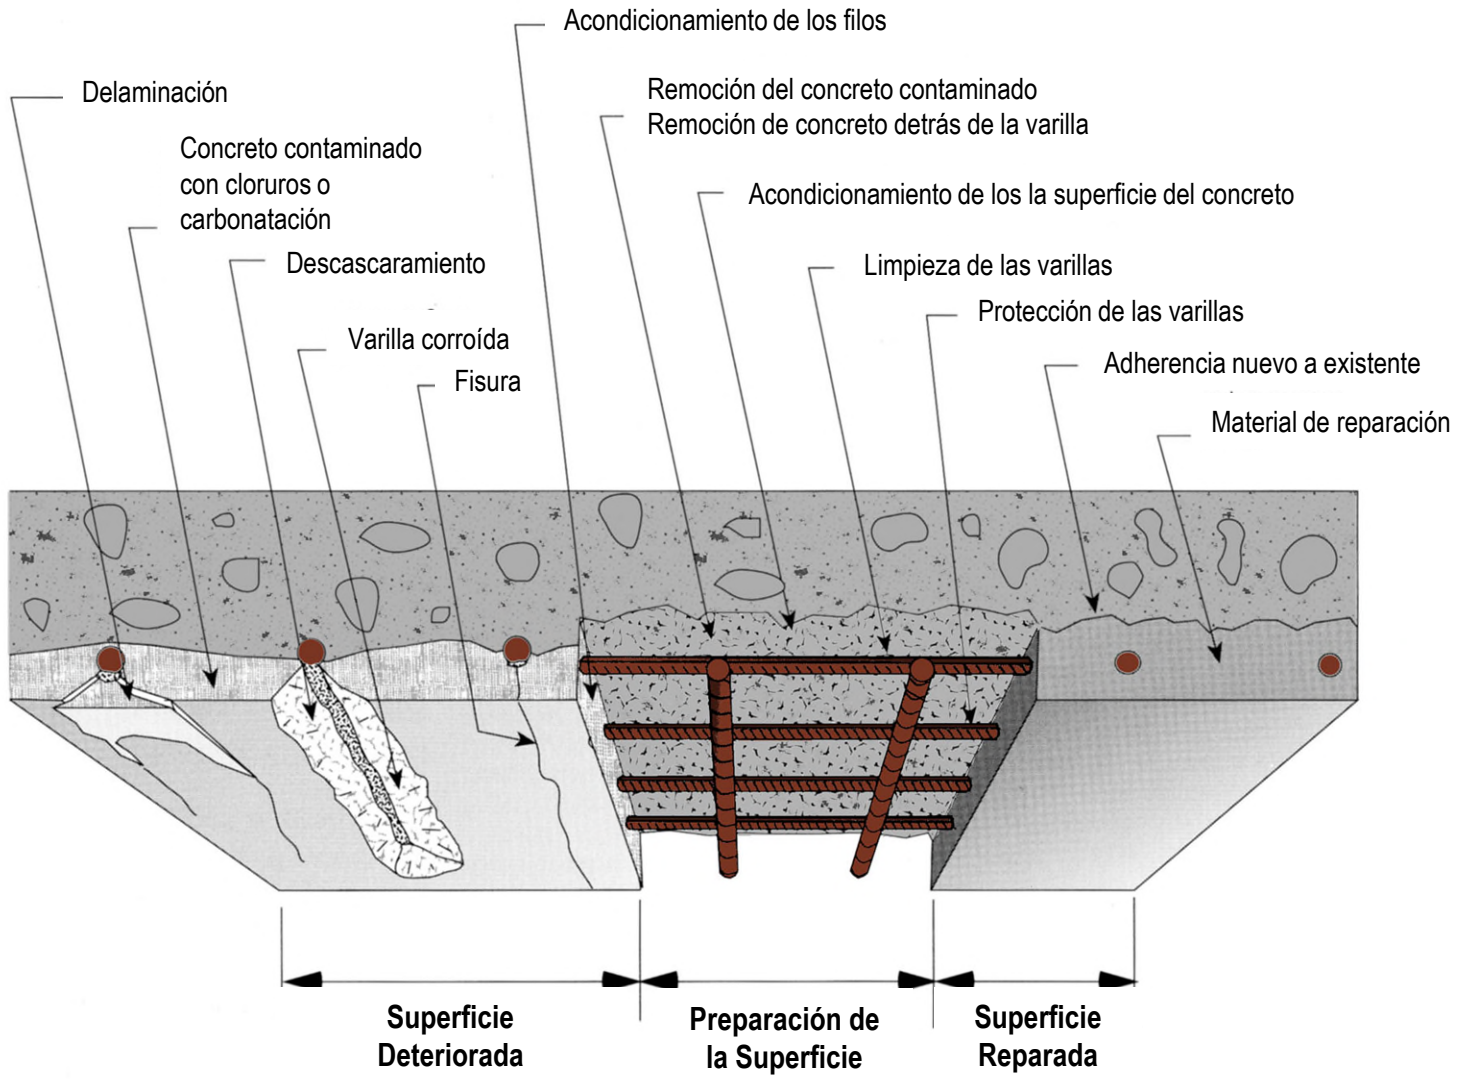 Acondicionamiento de los filos
Delaminación
Remoción del concreto contaminado
Remoción de concreto detrás de la varilla
Concreto contaminado
con cloruros o
carbonatación
Acondicionamiento de los la superficie del concreto
Descascaramiento
Limpieza de las varillas
Protección de las varillas
Varilla corroída
Fisura
Adherencia nuevo a existente
Material de reparación
Superficie
Deteriorada
Preparación de
la Superficie
Superficie
Reparada